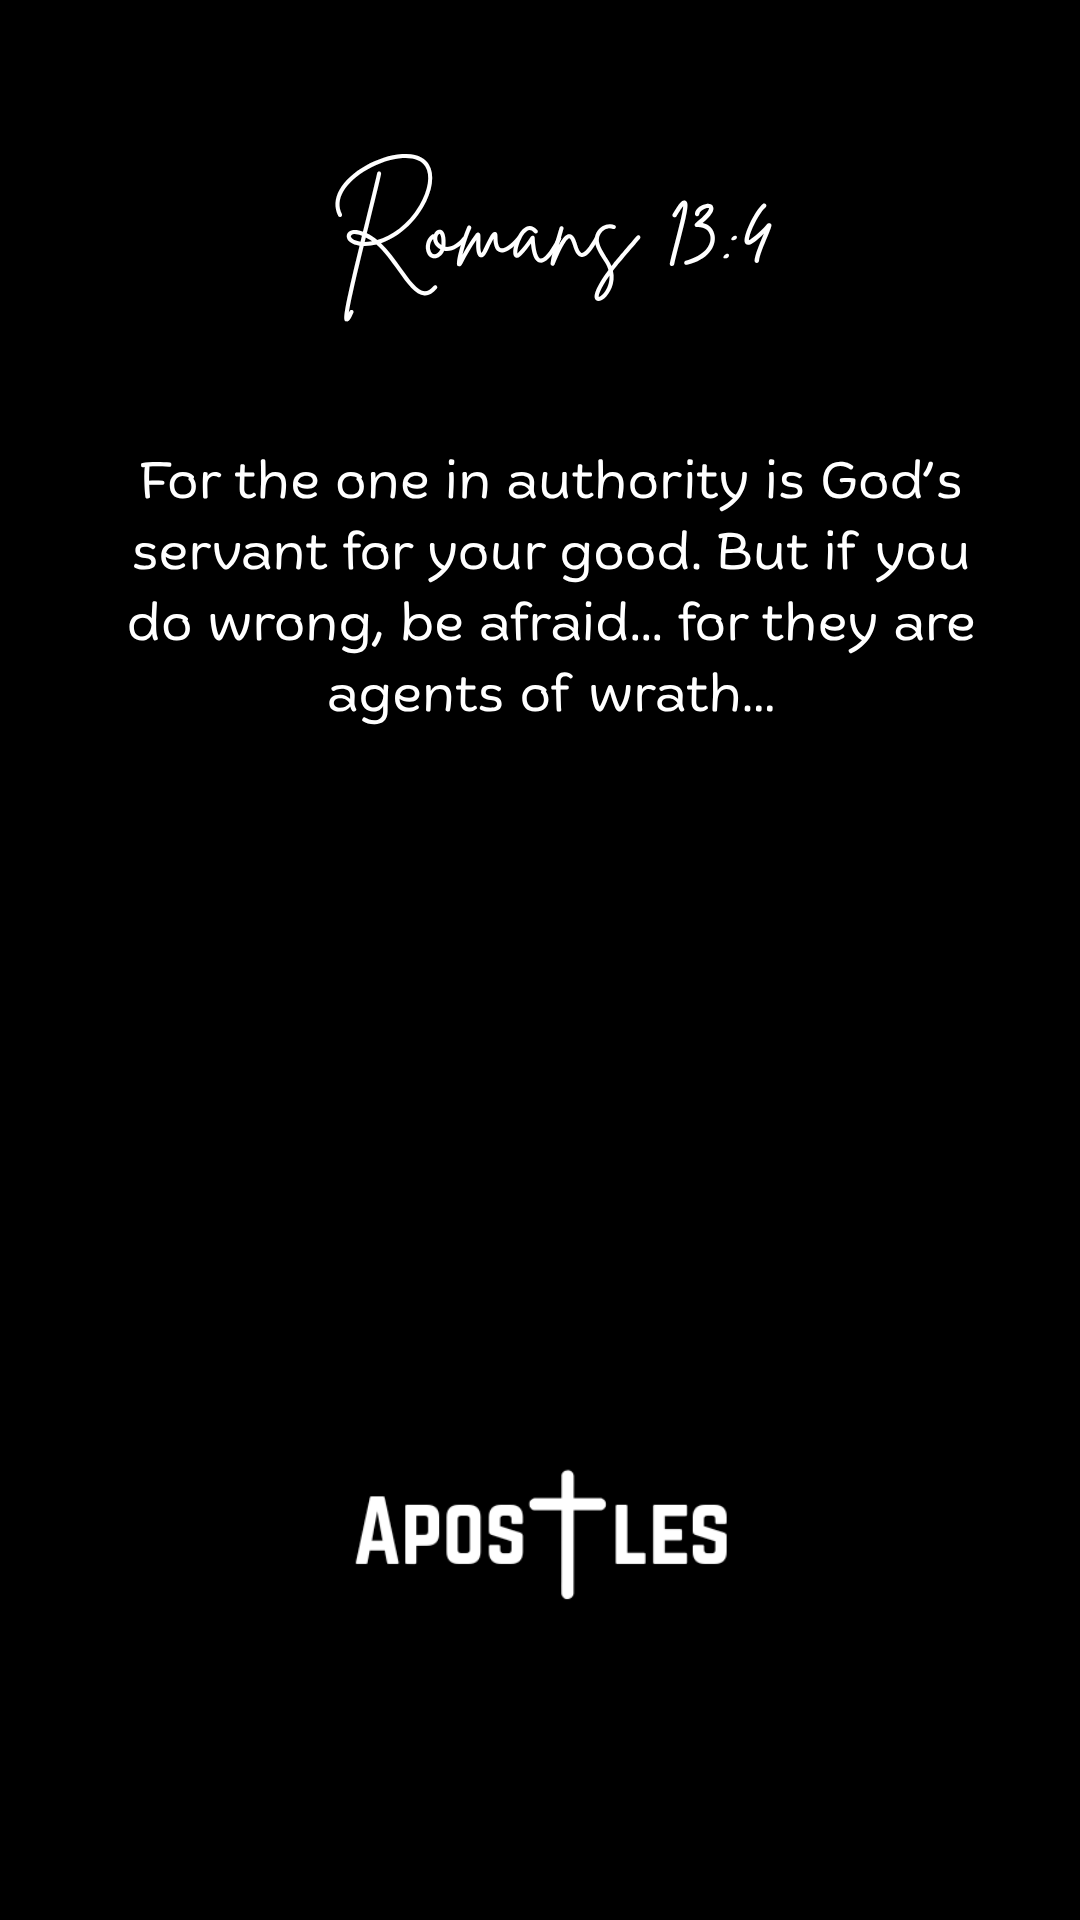 Romans 13:4
For the one in authority is God's
servant for your good. But if you
do wrong, be afraid... for they are
agents of wrath...
APOSTLES